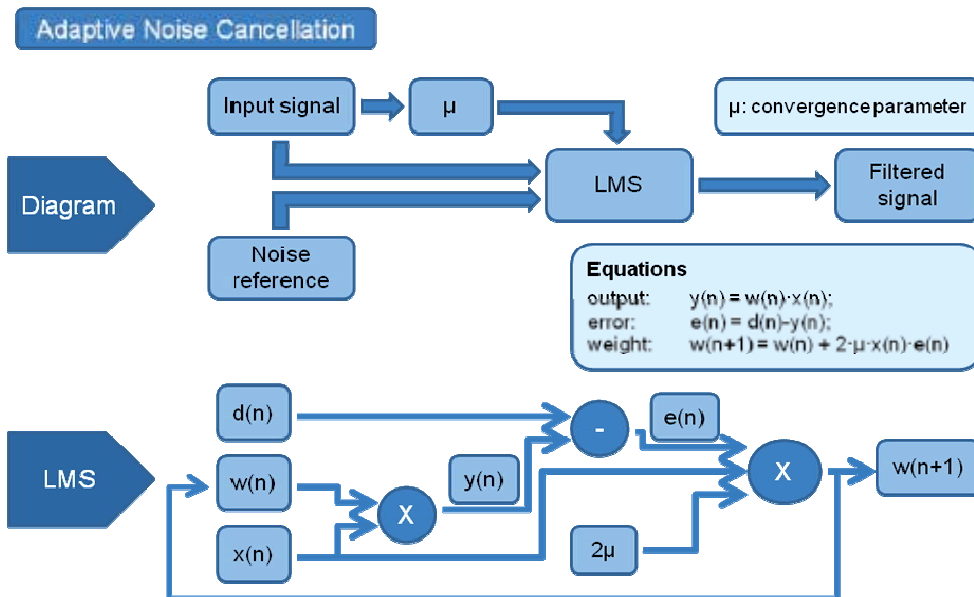 Adaptive Noise Cancellation
Input signal
μ
μ: convergence parameter
Diagram
LMS
Filtered
signal
Noise
reference
Equations
output: y(n) = w(n)·x(n);
error: e(n) = d(n)-y(n);
weight: w(n+1) = w(n) + 2·μ·x(n)·e(n)
d(n)
-
e(n)
LMS
w(n)
y(n)
X
w(n+1)
X
x(n)
2μ